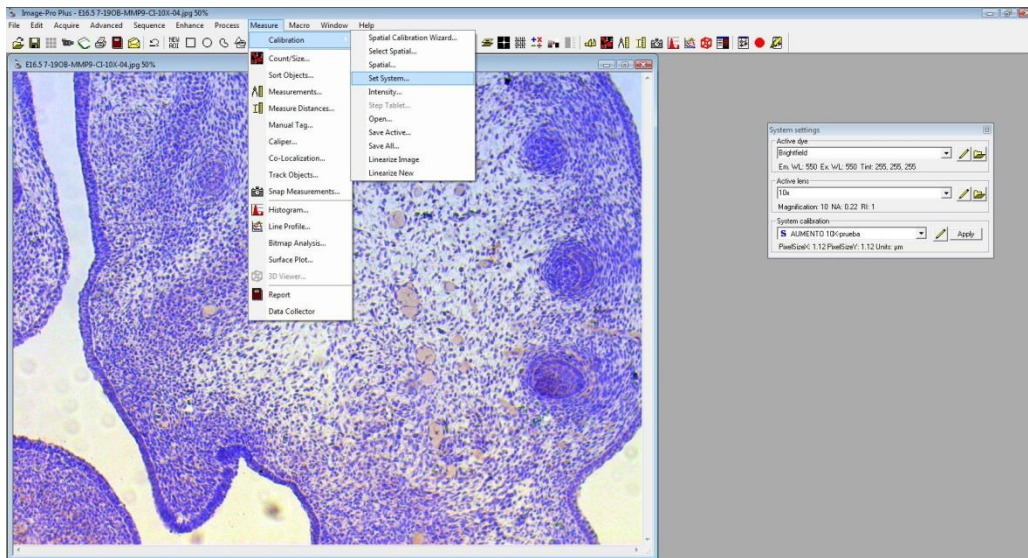 Image-Pro Plus - E16.5 7-19OB-MMP9-CI-10X-04.jpg 50%
File Edit Acquire Advanced Sequence Enhance Process Measure Macro Window Help
NEW AOI
E16.5 7-19OB-MMP9-CI-10X-04.jpg 50%
Calibration
Count/Size...
Sort Objects...
Measurements...
Measure Distances...
Manual Tag...
Caliper...
Co-Localization...
Track Objects...
Snap Measurements...
Histogram...
Line Profile...
Bitmap Analysis...
Surface Plot...
3D Viewer...
Report
Data Collector
Spatial Calibration Wizard...
Select Spatial...
Spatial...
Set System...
Intensity...
Step Tablet...
Open...
Save Active...
Save All...
Linearize Image
Linearize New
System settings
Active dye
Brightfield
Em. WL: 550 Ex. WL: 550 Tint: 255, 255, 255
Active lens
10x
Magnification: 10 NA: 0.22 RI: 1
System calibration
S AUMENTO 10X-prueba
Apply
PixelSizeX: 1.12 PixelSizeY: 1.12 Units: µm